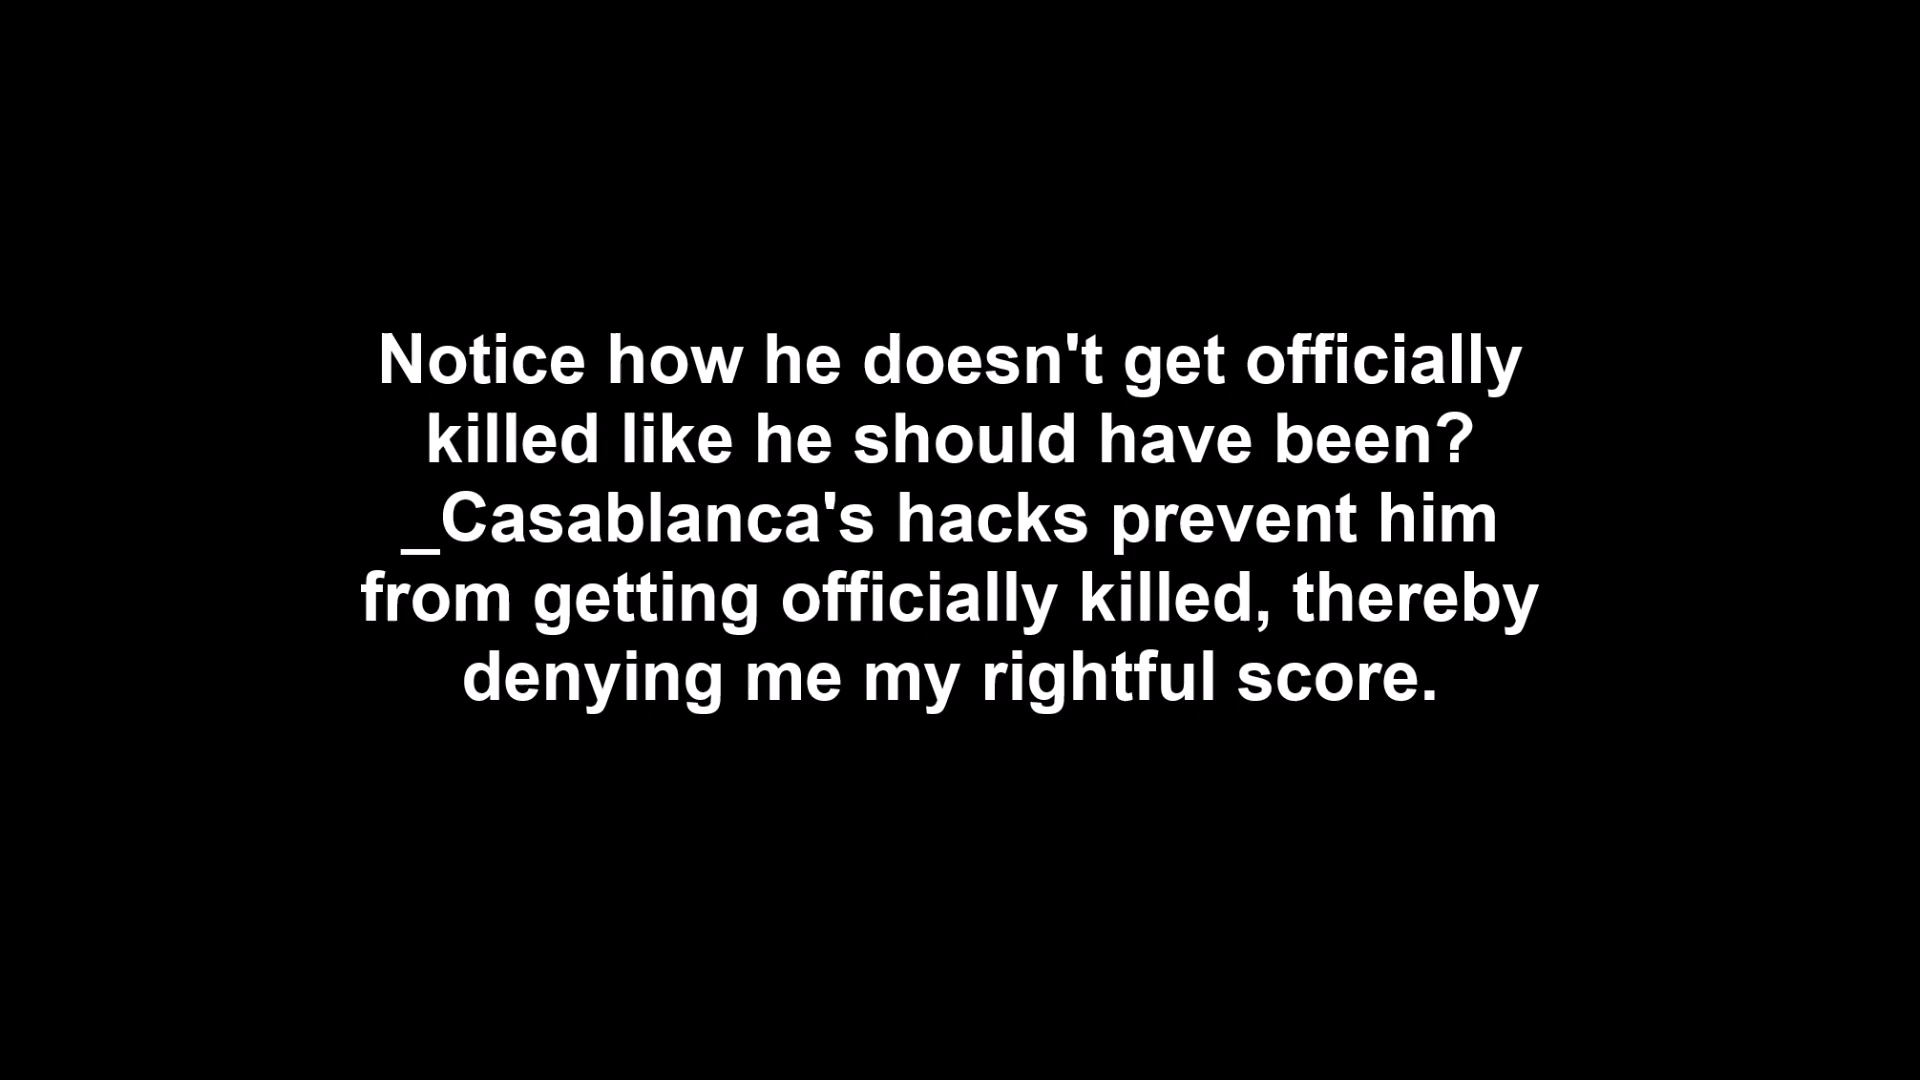 Notice how he doesn't get officially
killed like he should have been?
_Casablanca's hacks prevent him
from getting officially killed, thereby
denying me my rightful score.